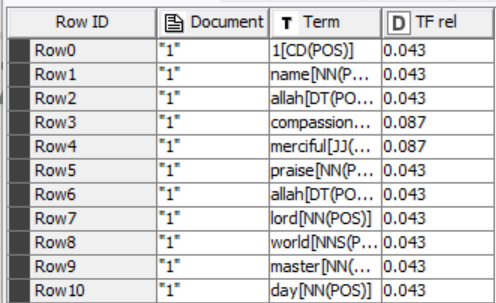 Row ID Document T Term D TF rel
Row0 "1" 1[CD(POS)] 0.043
Row1 "1" name[NN(P... 0.043
Row2 "1" allah[DT(PO... 0.043
Row3 "1" compassion... 0.087
Row4 "1" merciful[JJ(... 0.087
Row5 "1" praise[NN(P... 0.043
Row6 "1" allah[DT(PO... 0.043
Row7 "1" lord[NN(POS)] 0.043
Row8 "1" world[NNS(P... 0.043
Row9 "1" master[NN(... 0.043
Row10 "1" day[NN(POS)] 0.043